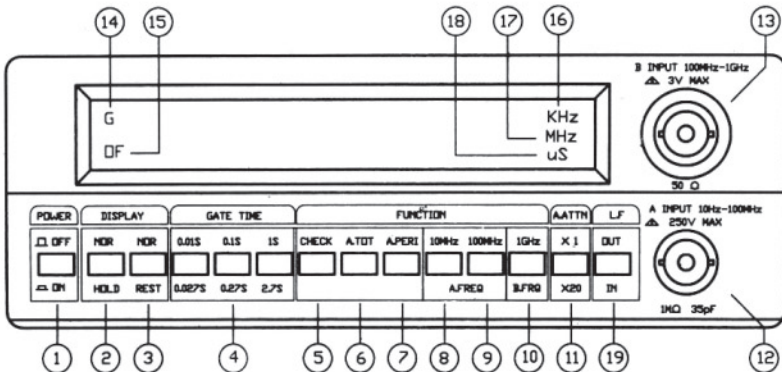 14 15 18 17 16 13
B INPUT 100MHz-1GHz
3V MAX
G KHz
MHz
OF uS
50 Ω
POWER DISPLAY GATE TIME FUNCTION A.ATTN L.F
A INPUT 10Hz-100MHz
250V MAX
OFF NOR NOR 0.01S 0.1S 1S CHECK A.TOT A.PERI 10MHz 100MHz 1GHz X1 OUT
ON HOLD REST 0.027S 0.27S 2.7S A.FREQ B.FRQ X20 IN
1MΩ 35pF
1 2 3 4 5 6 7 8 9 10 11 19 12